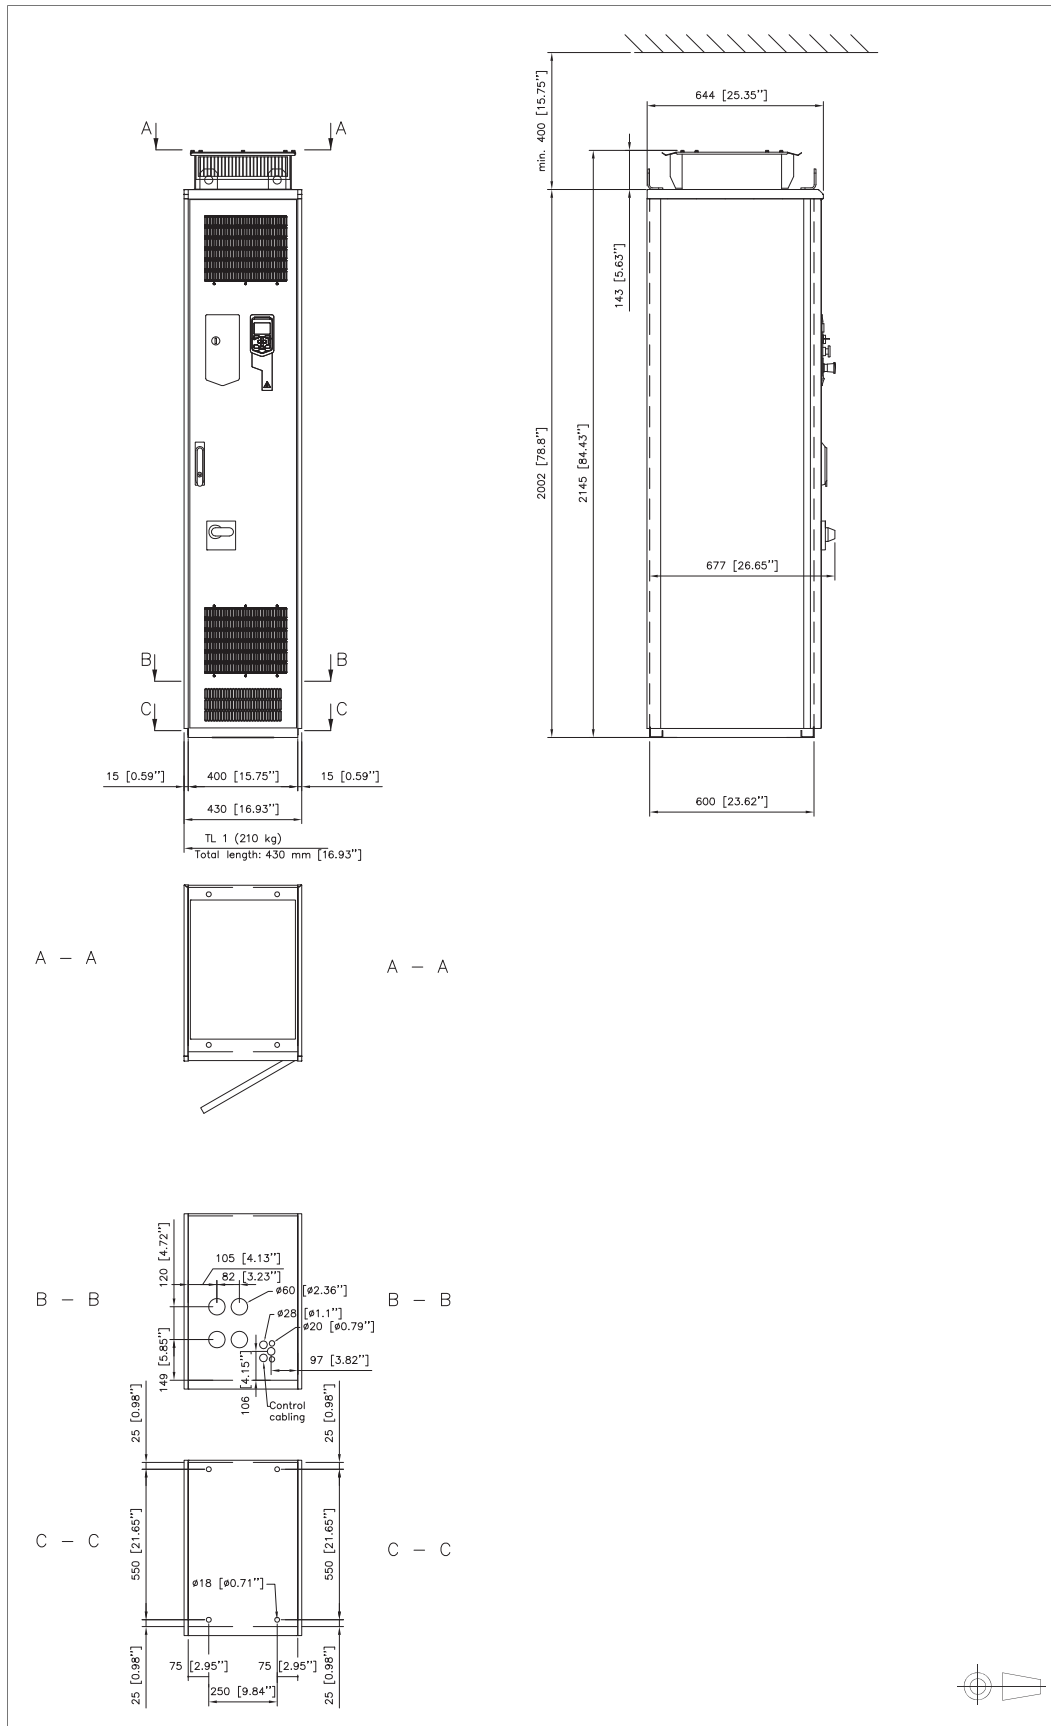 min. 400 [15.75’’]
644 [25.35’’]
A
A
143 [5.63’’]
2002 [78.8’’]
2145 [84.43’’]
677 [26.65’’]
B
B
C
C
15 [0.59’’]
400 [15.75’’]
15 [0.59’’]
430 [16.93’’]
600 [23.62’’]
TL 1 (210 kg)
Total length: 430 mm [16.93’’]
A – A
A – A
120 [4.72’’]
105 [4.13’’]
82 [3.23’’]
ø60 [ø2.36’’]
B – B
B – B
ø28 [ø1.1’’]
ø20 [ø0.79’’]
149 [5.85’’]
106 [4.15’’]
97 [3.82’’]
Control
cabling
25 [0.98’’]
25 [0.98’’]
550 [21.65’’]
550 [21.65’’]
C – C
C – C
ø18 [ø0.71’’]
75 [2.95’’]
75 [2.95’’]
250 [9.84’’]
25 [0.98’’]
25 [0.98’’]